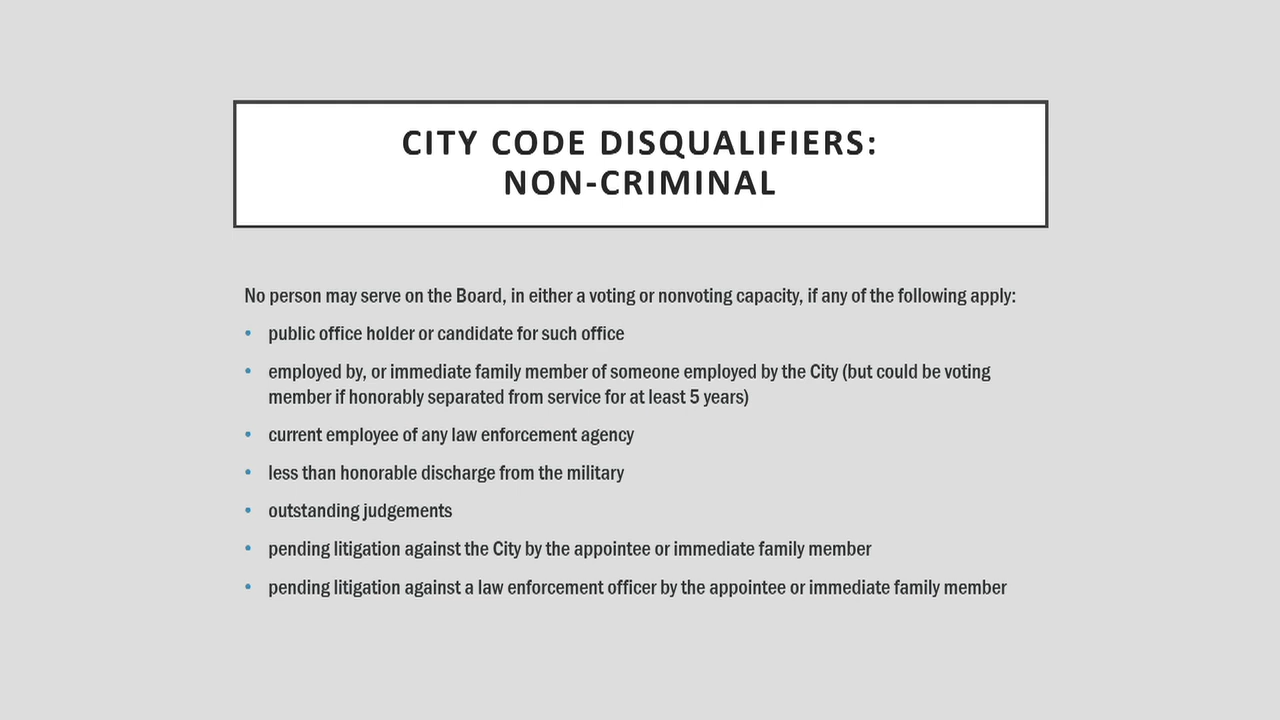 CITY CODE DISQUALIFIERS:
NON-CRIMINAL
No person may serve on the Board, in either a voting or nonvoting capacity, if any of the following apply:
• public office holder or candidate for such office
• employed by, or immediate family member of someone employed by the City (but could be voting
member if honorably separated from service for at least 5 years)
• current employee of any law enforcement agency
• less than honorable discharge from the military
• outstanding judgements
• pending litigation against the City by the appointee or immediate family member
• pending litigation against a law enforcement officer by the appointee or immediate family member